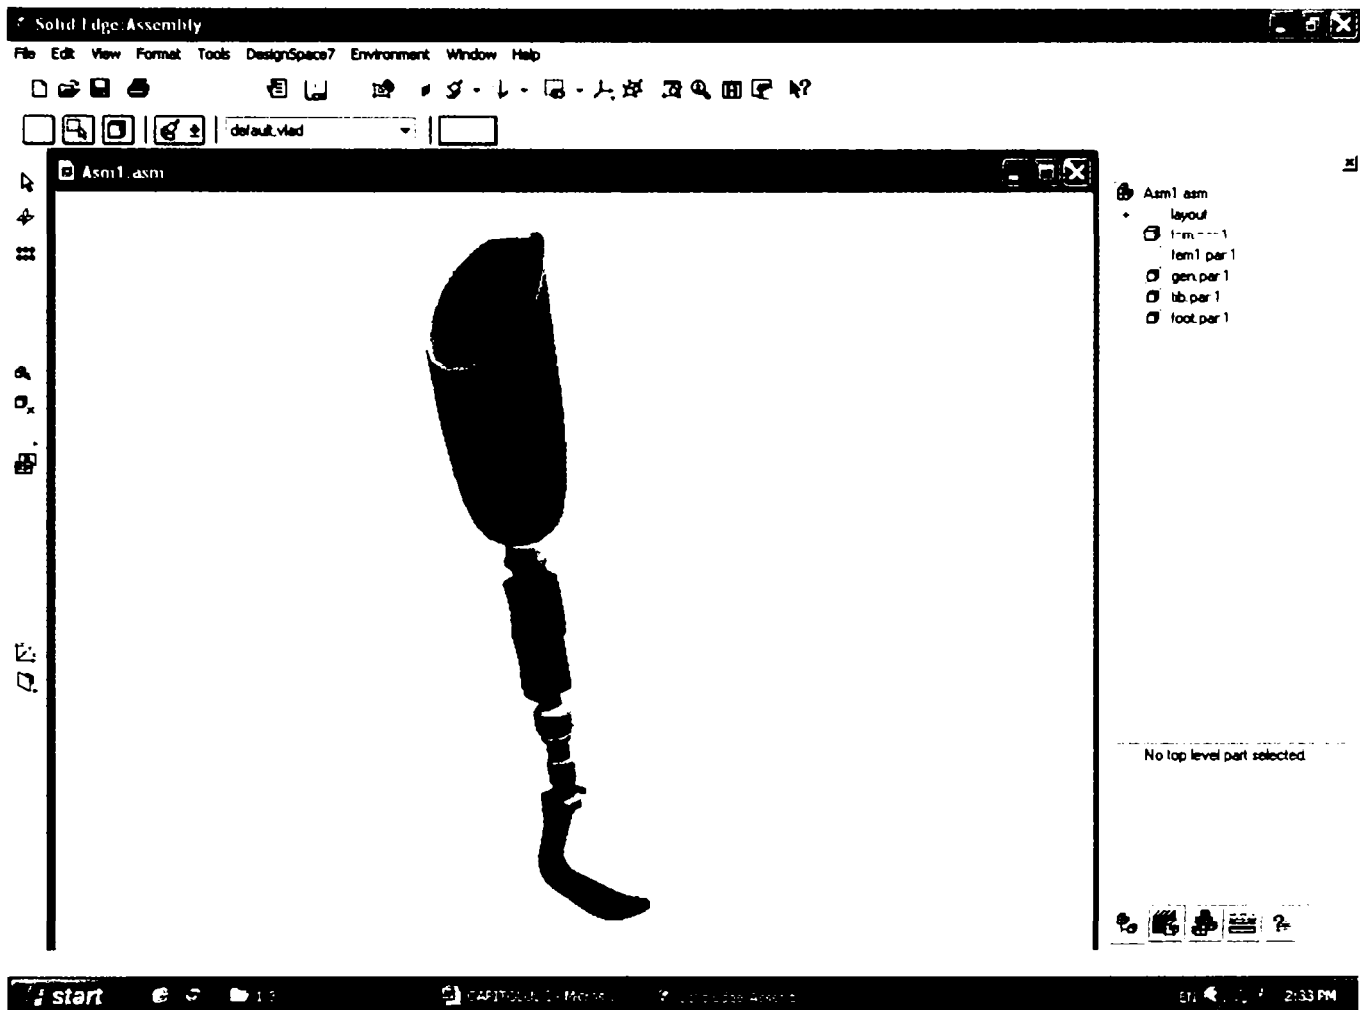 Solid Edge: Assembly
File Edit View Format Tools DesignSpace7 Environment Window Help
default,vlad
Asm1.asm
Asm1.asm
layout
fem1.par:1
gen.par:1
tib.par:1
foot.par:1
No top level part selected.
start
EN 2:33 PM